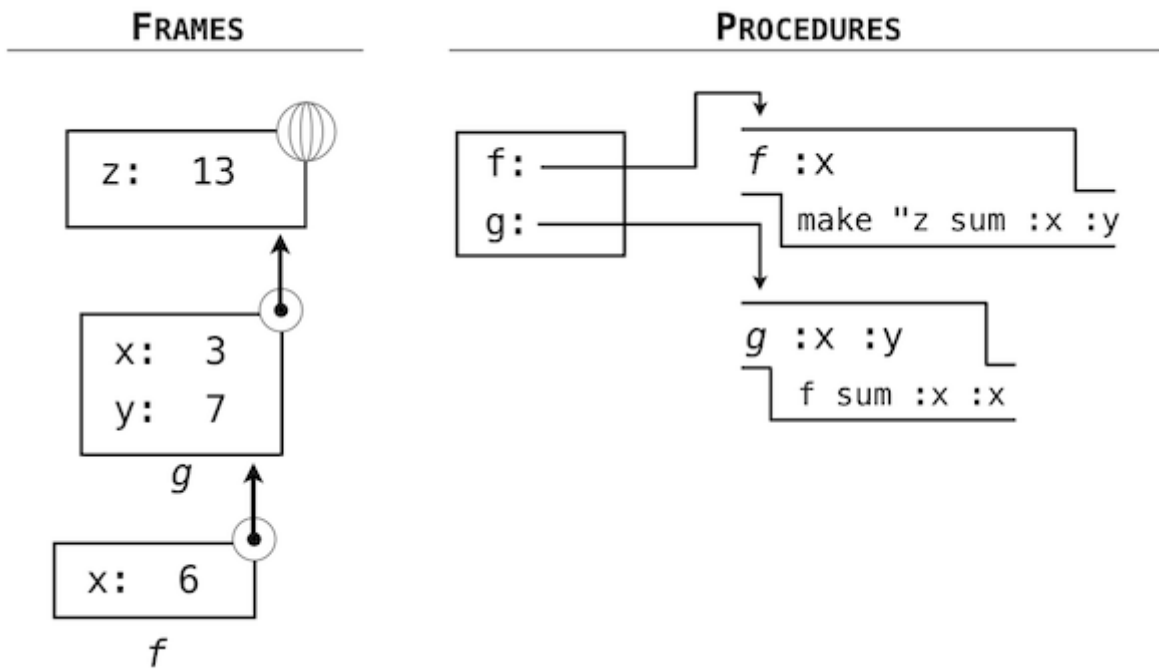 FRAMES
z: 13
x: 3
y: 7
g
x: 6
f
PROCEDURES
f:
g:
f :x
make "z sum :x :y
g :x :y
f sum :x :x